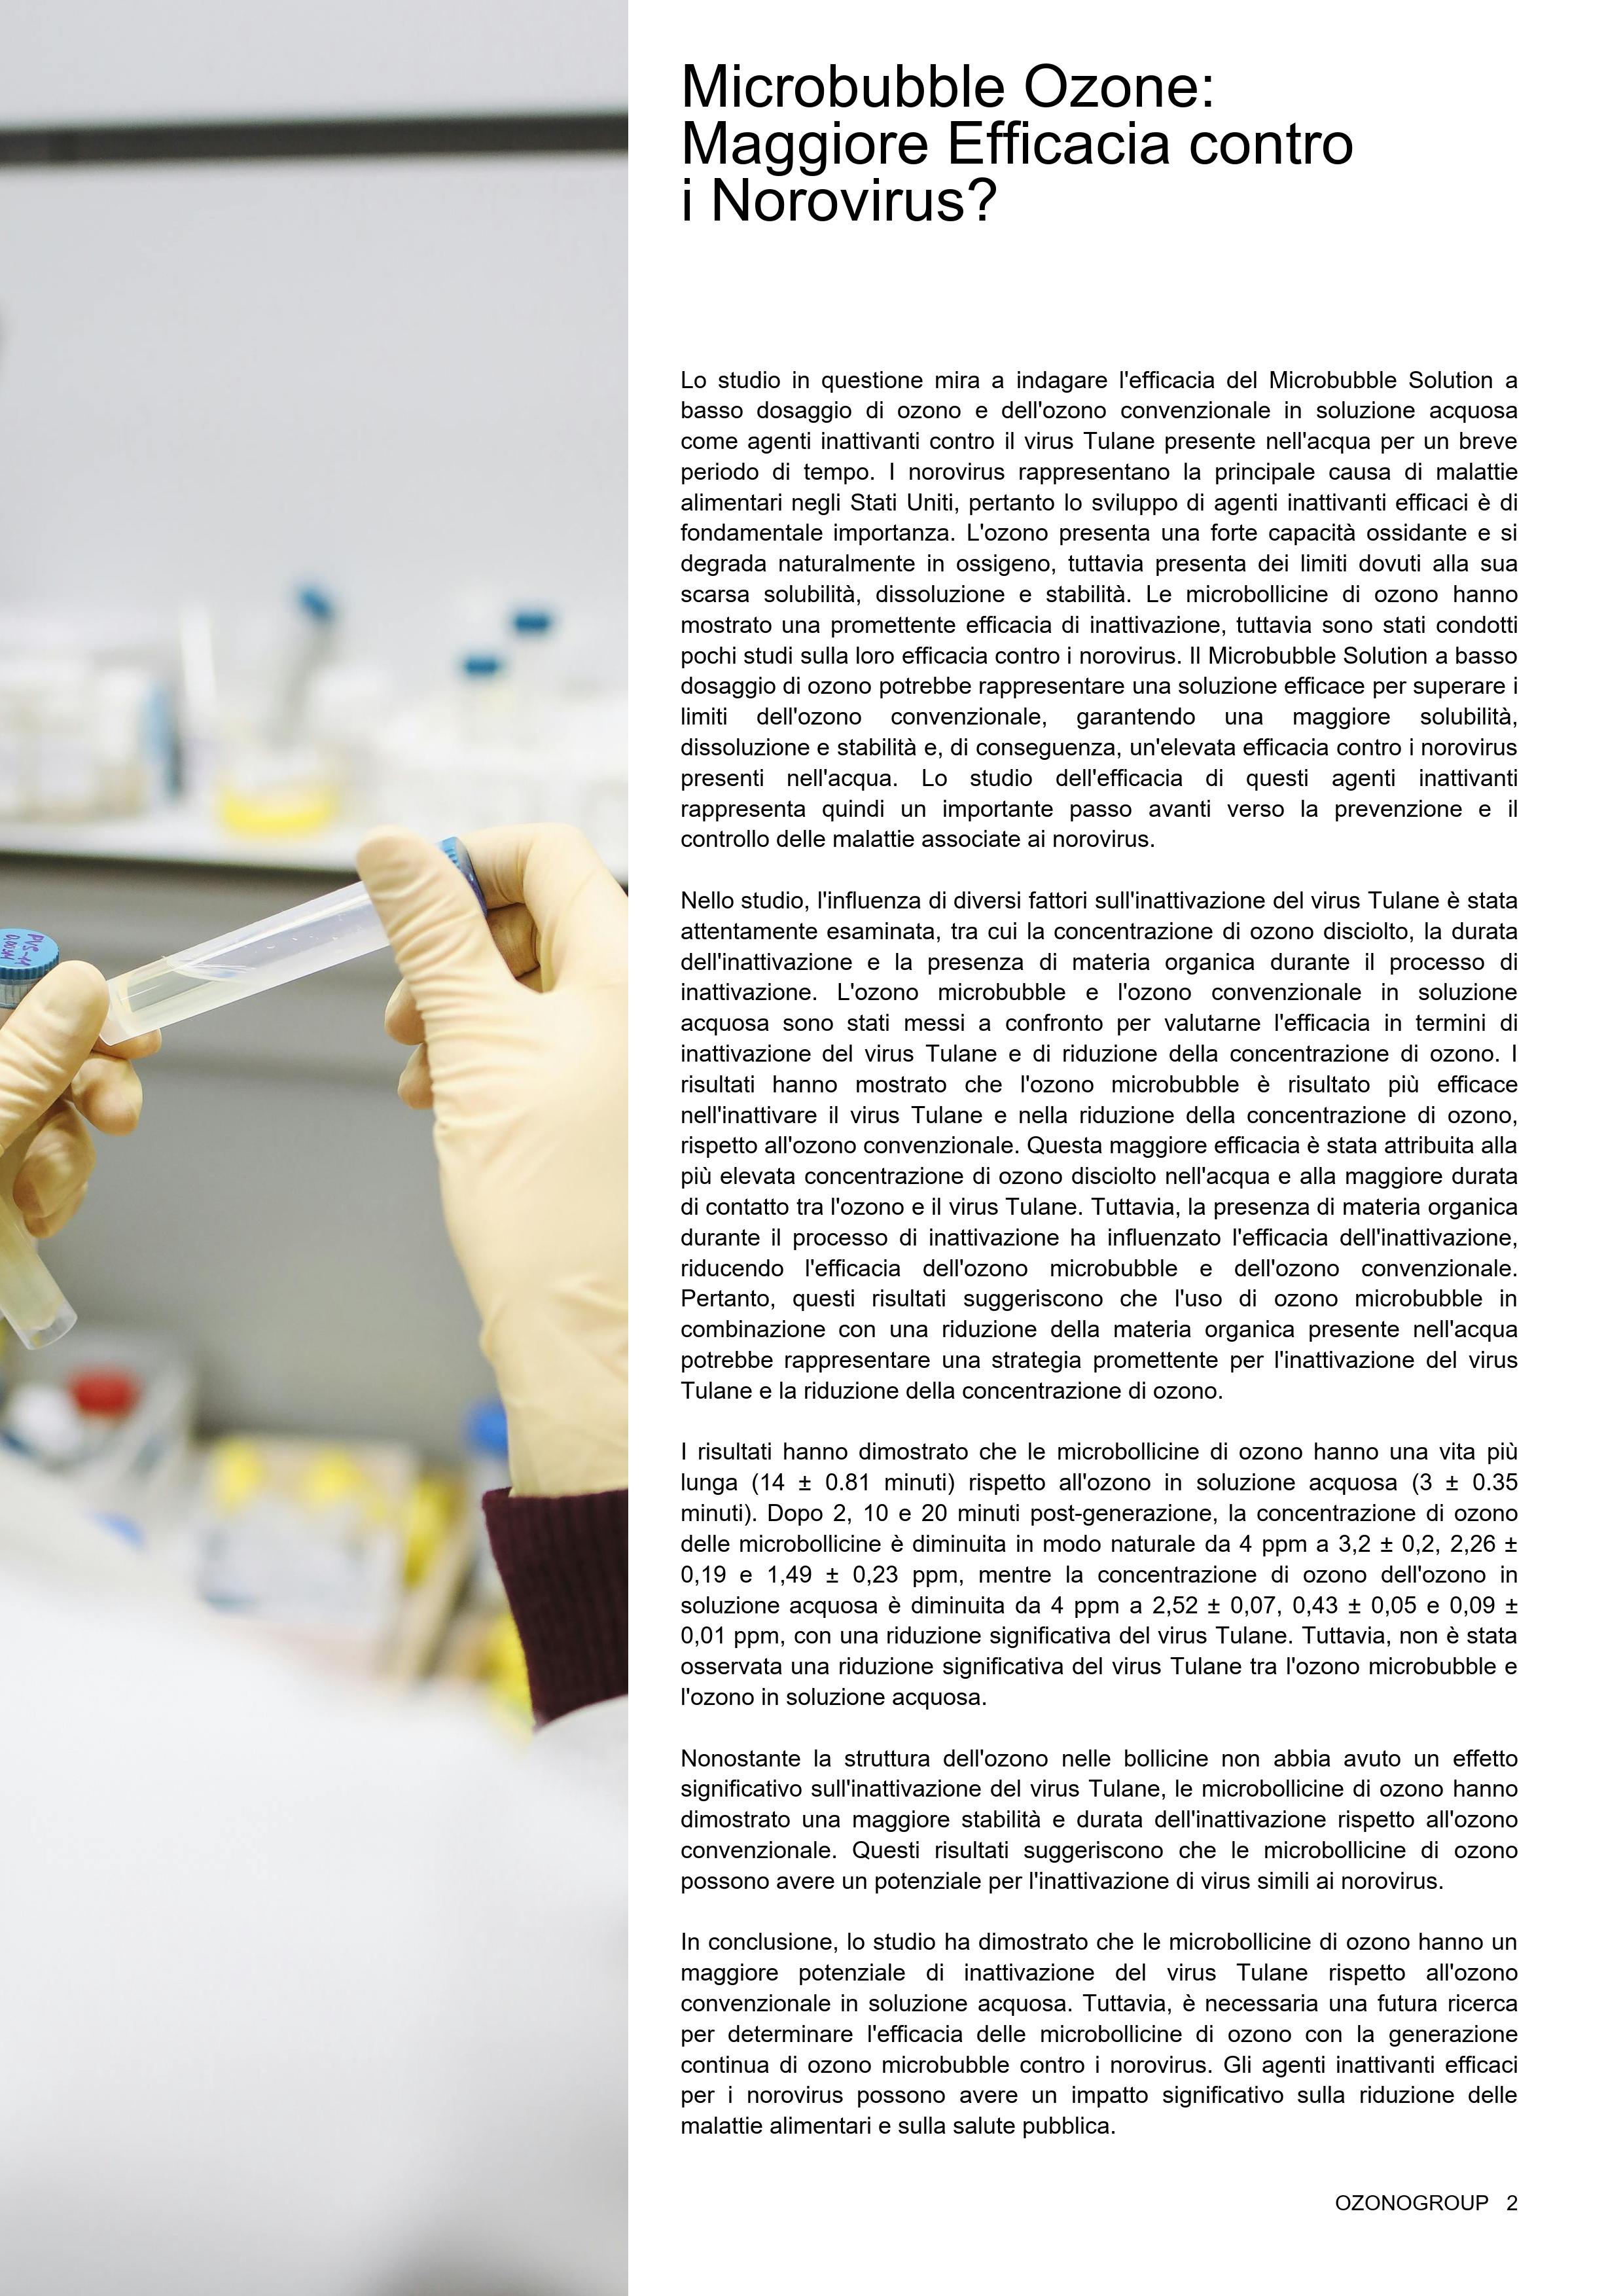 Microbubble Ozone:
Maggiore Efficacia contro
i Norovirus?
Lo studio in questione mira a indagare l'efficacia del Microbubble Solution a
basso dosaggio di ozono e dell'ozono convenzionale in soluzione acquosa
come agenti inattivanti contro il virus Tulane presente nell'acqua per un breve
periodo di tempo. I norovirus rappresentano la principale causa di malattie
alimentari negli Stati Uniti, pertanto lo sviluppo di agenti inattivanti efficaci è di
fondamentale importanza. L'ozono presenta una forte capacità ossidante e si
degrada naturalmente in ossigeno, tuttavia presenta dei limiti dovuti alla sua
scarsa solubilità, dissoluzione e stabilità. Le microbollicine di ozono hanno
mostrato una promettente efficacia di inattivazione, tuttavia sono stati condotti
pochi studi sulla loro efficacia contro i norovirus. Il Microbubble Solution a basso
dosaggio di ozono potrebbe rappresentare una soluzione efficace per superare i
limiti dell'ozono convenzionale, garantendo una maggiore solubilità,
dissoluzione e stabilità e, di conseguenza, un'elevata efficacia contro i norovirus
presenti nell'acqua. Lo studio dell'efficacia di questi agenti inattivanti
rappresenta quindi un importante passo avanti verso la prevenzione e il
controllo delle malattie associate ai norovirus.
Nello studio, l'influenza di diversi fattori sull'inattivazione del virus Tulane è stata
attentamente esaminata, tra cui la concentrazione di ozono disciolto, la durata
dell'inattivazione e la presenza di materia organica durante il processo di
inattivazione. L'ozono microbubble e l'ozono convenzionale in soluzione
acquosa sono stati messi a confronto per valutarne l'efficacia in termini di
inattivazione del virus Tulane e di riduzione della concentrazione di ozono. I
risultati hanno mostrato che l'ozono microbubble è risultato più efficace
nell'inattivare il virus Tulane e nella riduzione della concentrazione di ozono,
rispetto all'ozono convenzionale. Questa maggiore efficacia è stata attribuita alla
più elevata concentrazione di ozono disciolto nell'acqua e alla maggiore durata
di contatto tra l'ozono e il virus Tulane. Tuttavia, la presenza di materia organica
durante il processo di inattivazione ha influenzato l'efficacia dell'inattivazione,
riducendo l'efficacia dell'ozono microbubble e dell'ozono convenzionale.
Pertanto, questi risultati suggeriscono che l'uso di ozono microbubble in
combinazione con una riduzione della materia organica presente nell'acqua
potrebbe rappresentare una strategia promettente per l'inattivazione del virus
Tulane e la riduzione della concentrazione di ozono.
I risultati hanno dimostrato che le microbollicine di ozono hanno una vita più
lunga (14 ± 0.81 minuti) rispetto all'ozono in soluzione acquosa (3 ± 0.35
minuti). Dopo 2, 10 e 20 minuti post-generazione, la concentrazione di ozono
delle microbollicine è diminuita in modo naturale da 4 ppm a 3,2 ± 0,2, 2,26 ±
0,19 e 1,49 ± 0,23 ppm, mentre la concentrazione di ozono dell'ozono in
soluzione acquosa è diminuita da 4 ppm a 2,52 ± 0,07, 0,43 ± 0,05 e 0,09 ±
0,01 ppm, con una riduzione significativa del virus Tulane. Tuttavia, non è stata
osservata una riduzione significativa del virus Tulane tra l'ozono microbubble e
l'ozono in soluzione acquosa.
Nonostante la struttura dell'ozono nelle bollicine non abbia avuto un effetto
significativo sull'inattivazione del virus Tulane, le microbollicine di ozono hanno
dimostrato una maggiore stabilità e durata dell'inattivazione rispetto all'ozono
convenzionale. Questi risultati suggeriscono che le microbollicine di ozono
possono avere un potenziale per l'inattivazione di virus simili ai norovirus.
In conclusione, lo studio ha dimostrato che le microbollicine di ozono hanno un
maggiore potenziale di inattivazione del virus Tulane rispetto all'ozono
convenzionale in soluzione acquosa. Tuttavia, è necessaria una futura ricerca
per determinare l'efficacia delle microbollicine di ozono con la generazione
continua di ozono microbubble contro i norovirus. Gli agenti inattivanti efficaci
per i norovirus possono avere un impatto significativo sulla riduzione delle
malattie alimentari e sulla salute pubblica.
OZONOGROUP 2